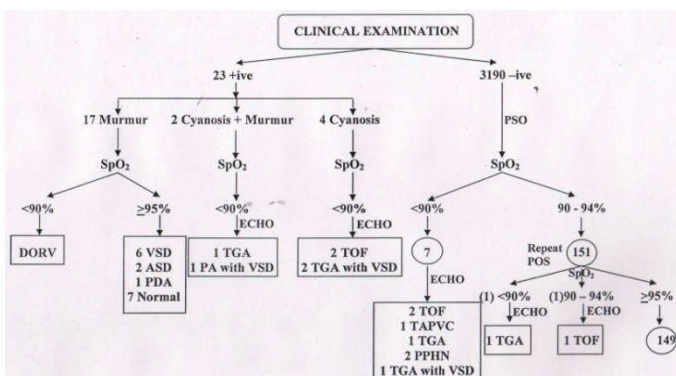 CLINICAL EXAMINATION
23 +ive
3190 –ive
17 Murmur
2 Cyanosis + Murmur
4 Cyanosis
PSO
SpO₂
SpO₂
SpO₂
SpO₂
<90%
≥95%
<90%
<90%
<90%
90 - 94%
ECHO
ECHO
DORV
6 VSD
2 ASD
1 PDA
7 Normal
1 TGA
1 PA with VSD
2 TOF
2 TGA with VSD
7
Repeat
POS
151
SpO₂
ECHO
(1) <90%
(1)90 – 94%
≥95%
ECHO
ECHO
2 TOF
1 TAPVC
1 TGA
2 PPHN
1 TGA with VSD
1 TGA
1 TOF
149